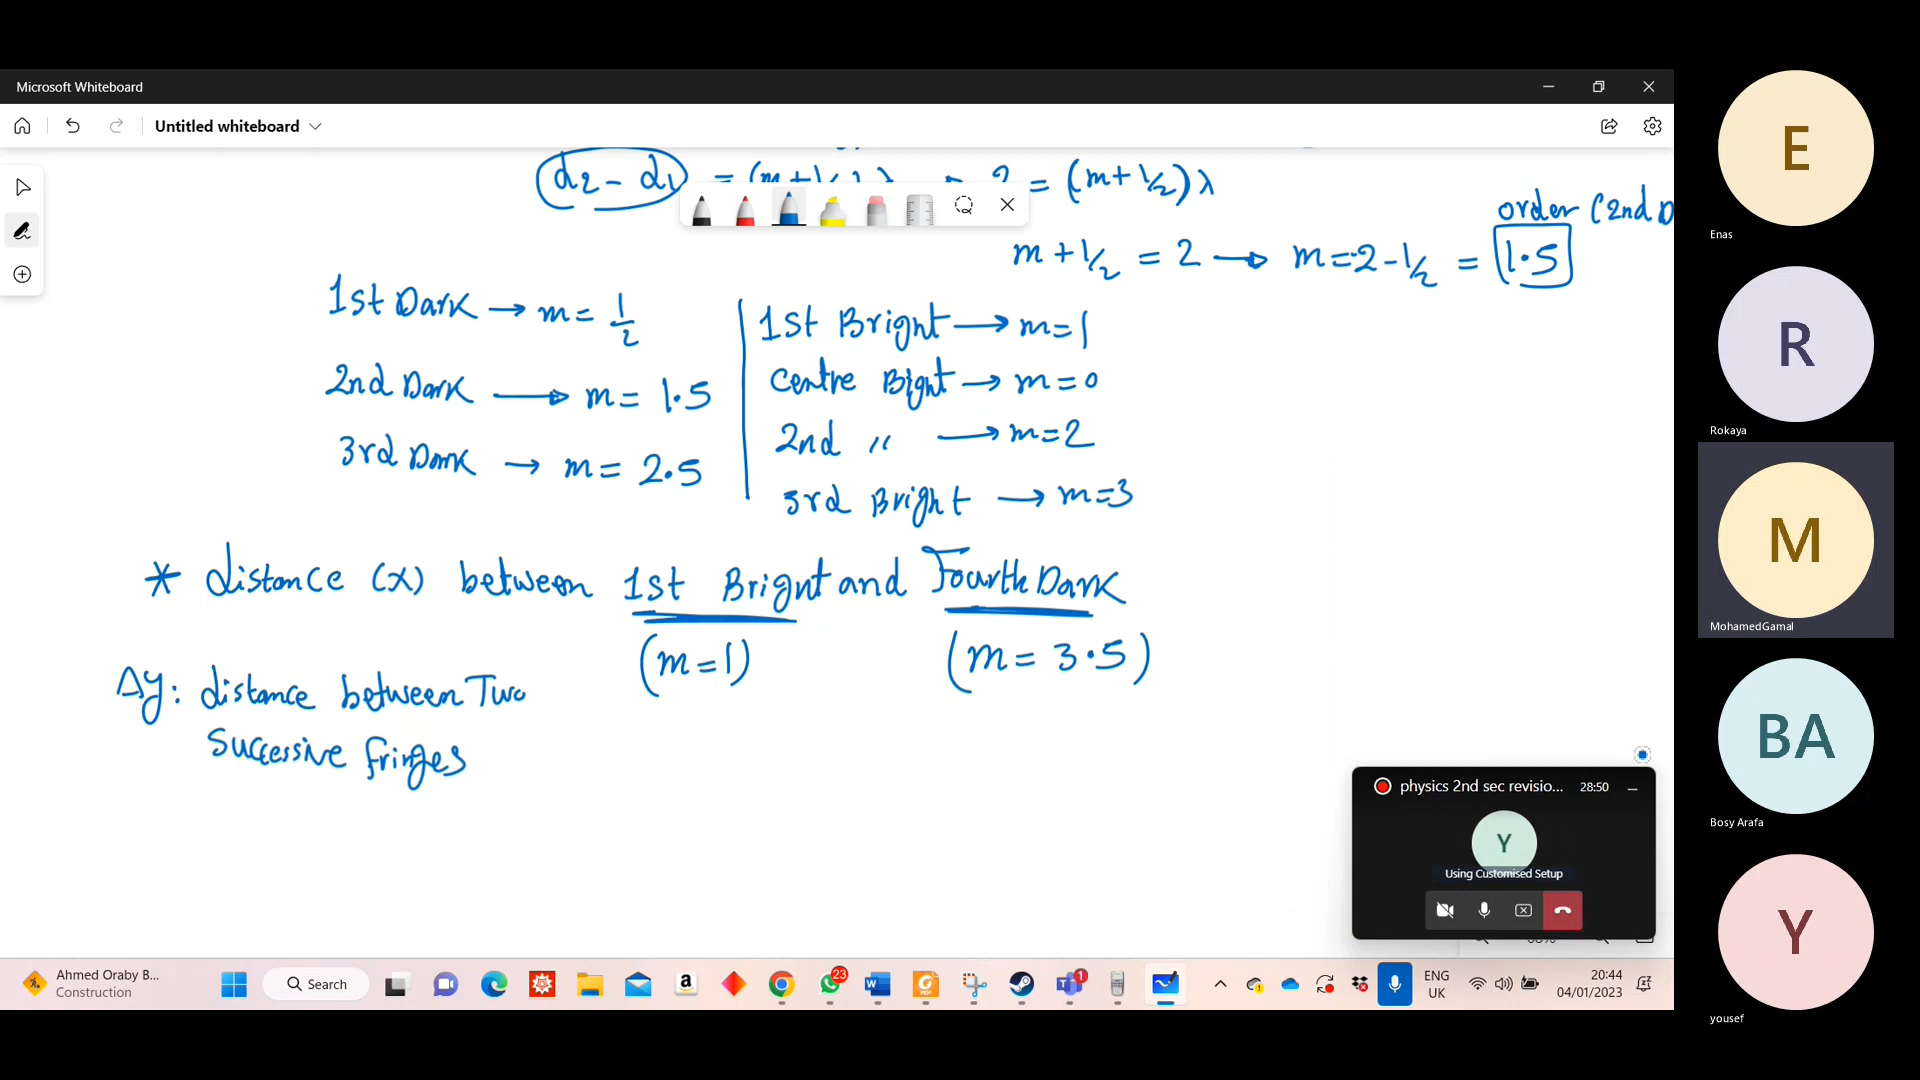 Microsoft Whiteboard
Untitled whiteboard
d2 - d1 = (m+1/2) → 2 = (m+1/2)λ
order (2nd D
m + 1/2 = 2 → m = 2 - 1/2 = 1.5
1st Dark → m = 1/2
2nd Dark → m = 1.5
3rd Dark → m = 2.5
1st Bright → m=1
Centre Bight → m=0
2nd 〃 → m=2
3rd Bright → m=3
* distance (x) between 1st Bright and Fourth Dark
(m=1) (m = 3.5)
Δy: distance between Two
Successive fringes
physics 2nd sec revisio... 28:50
Y
Using Customised Setup
Ahmed Oraby B...
Construction
Search
a
23
1
ENG
UK
20:44
04/01/2023
E
Enas
R
Rokaya
M
MohamedGamal
BA
Bosy Arafa
Y
yousef